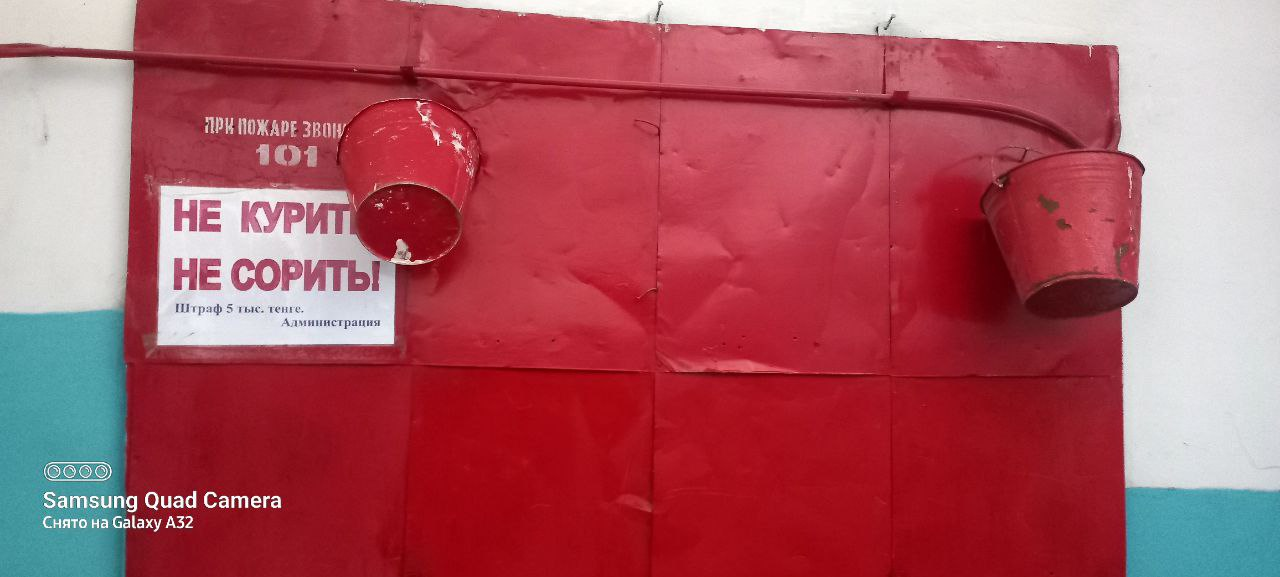 ПРИ ПОЖАРЕ
101
НЕ КУРИТ
НЕ СОРИТЬ!
Штраф 5 тыс. тенге.
Администрация
Samsung Quad Camera
Снято на Galaxy A32